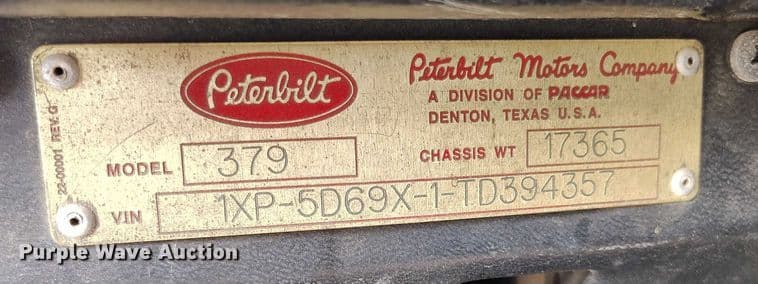 Peterbilt
Peterbilt Motors Company
A DIVISION OF PACCAR
DENTON, TEXAS U.S.A.
22-00001 REV. G
MODEL 379
CHASSIS WT 17365
VIN 1XP-5D69X-1-TD394357
Purple Wave Auction